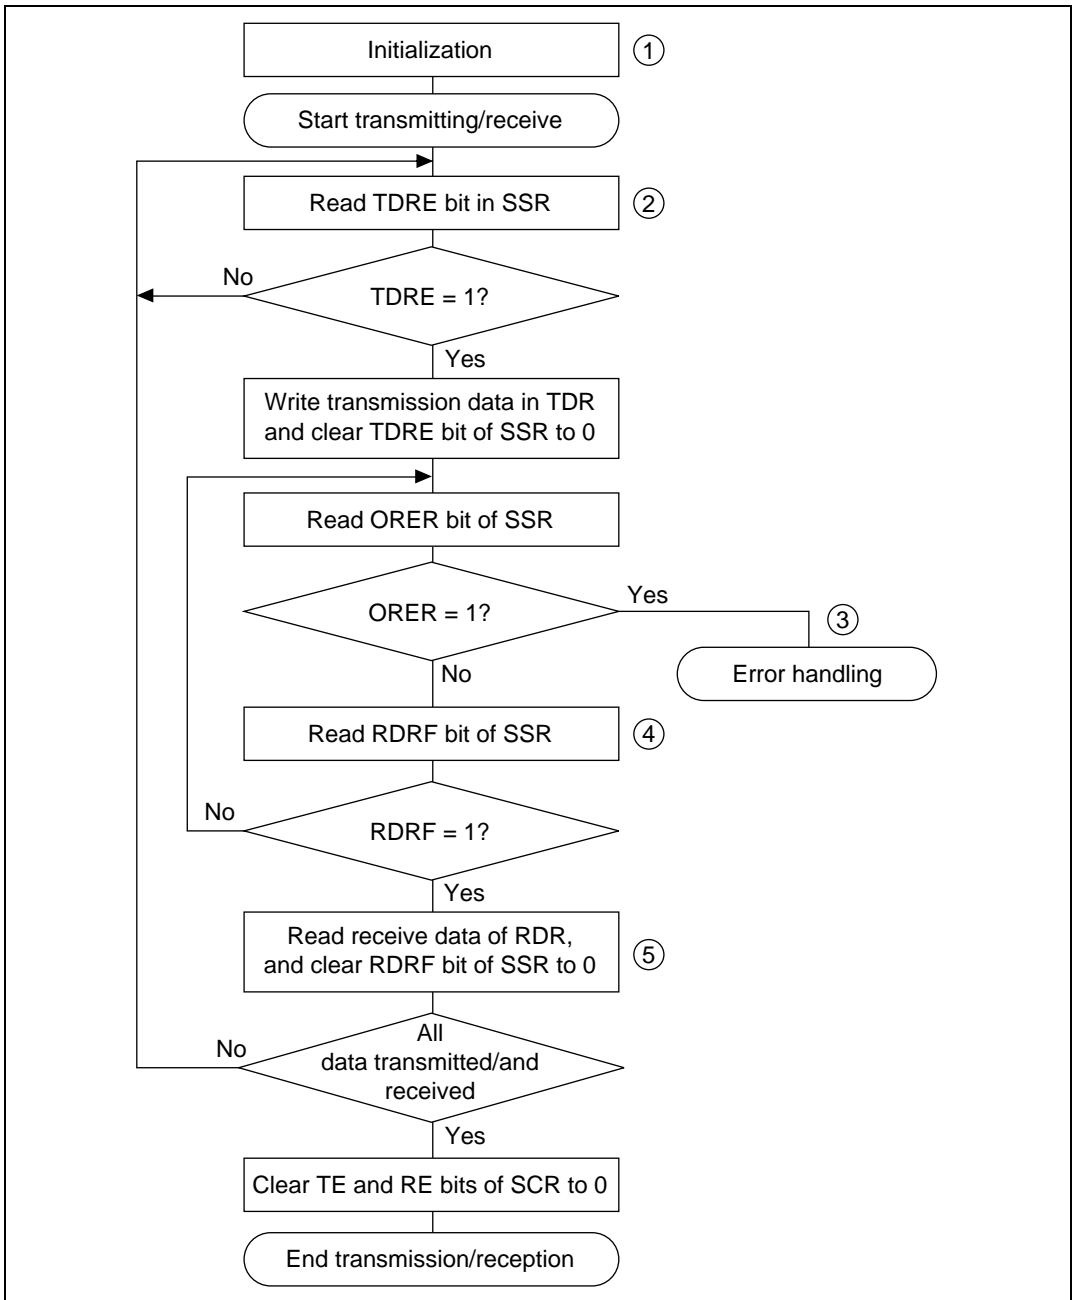 Initialization
①
Start transmitting/receive
Read TDRE bit in SSR
②
No
TDRE = 1?
Yes
Write transmission data in TDR
and clear TDRE bit of SSR to 0
Read ORER bit of SSR
ORER = 1?
Yes
③
Error handling
No
Read RDRF bit of SSR
④
No
RDRF = 1?
Yes
Read receive data of RDR,
and clear RDRF bit of SSR to 0
⑤
All
data transmitted/and
received
No
Yes
Clear TE and RE bits of SCR to 0
End transmission/reception